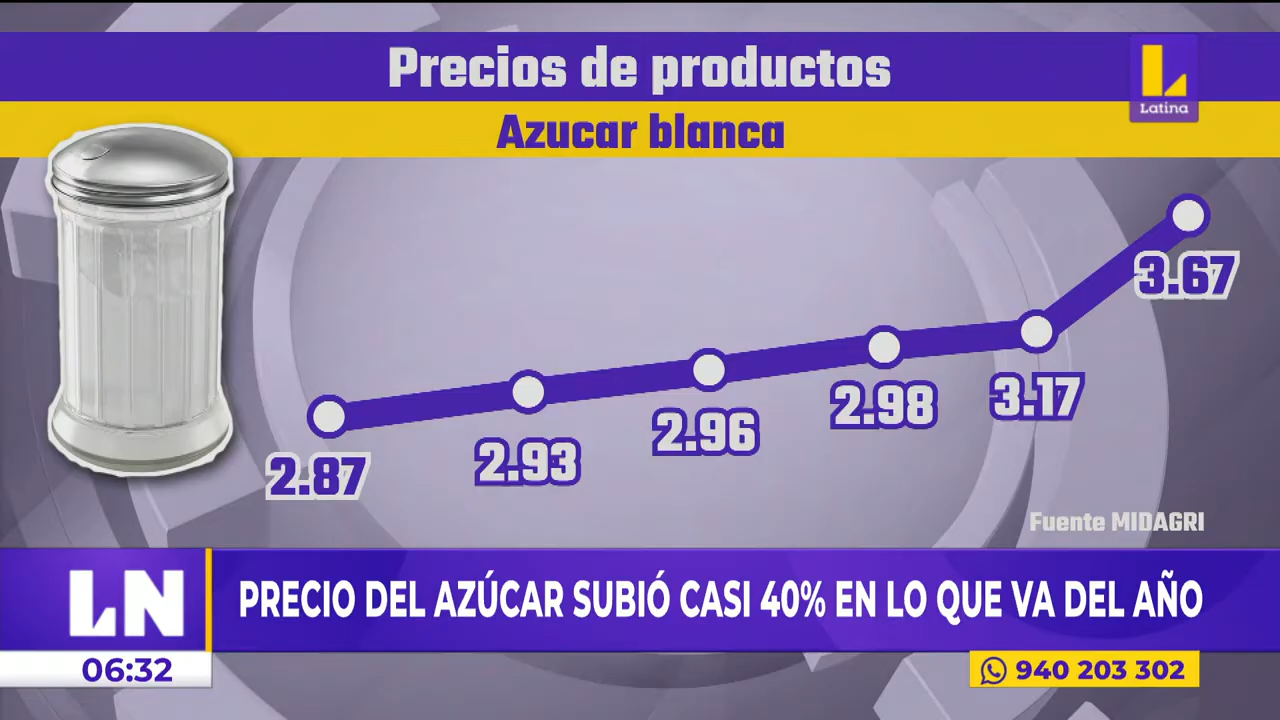 Precios de productos
Latina
Azucar blanca
3.67
2.98
3.17
2.96
2.93
2.87
Fuente MIDAGRI
LN
PRECIO DEL AZÚCAR SUBIÓ CASI 40% EN LO QUE VA DEL AÑO
06:32
940 203 302